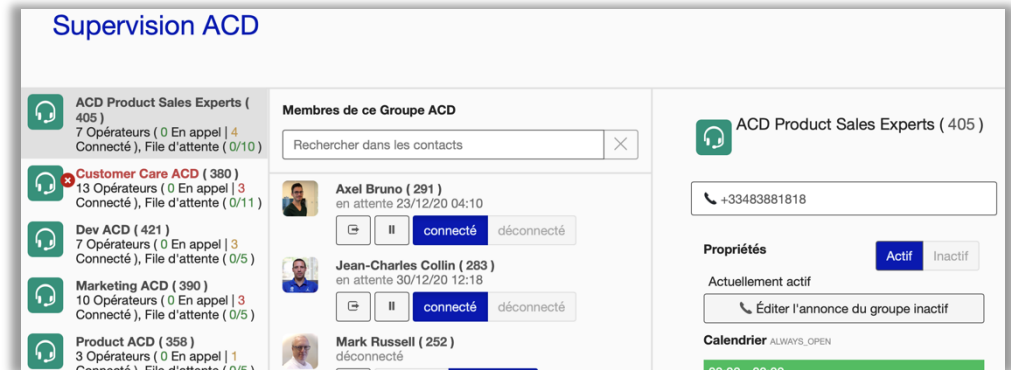 Supervision ACD
ACD Product Sales Experts (
405 )
7 Opérateurs ( 0 En appel | 4
Connecté ), File d'attente ( 0/10 )
Customer Care ACD ( 380 )
13 Opérateurs ( 0 En appel | 3
Connecté ), File d'attente ( 0/11 )
Dev ACD ( 421 )
7 Opérateurs ( 0 En appel | 3
Connecté ), File d'attente ( 0/5 )
Marketing ACD ( 390 )
10 Opérateurs ( 0 En appel | 3
Connecté ), File d'attente ( 0/5 )
Product ACD ( 358 )
3 Opérateurs ( 0 En appel | 1
Connecté ), File d'attente ( 0/5 )
Membres de ce Groupe ACD
Rechercher dans les contacts
Axel Bruno ( 291 )
en attente 23/12/20 04:10
connecté déconnecté
Jean-Charles Collin ( 283 )
en attente 30/12/20 12:18
connecté déconnecté
Mark Russell ( 252 )
déconnecté
ACD Product Sales Experts ( 405 )
+33483881818
Propriétés
Actif Inactif
Actuellement actif
Éditer l'annonce du groupe inactif
Calendrier ALWAYS_OPEN